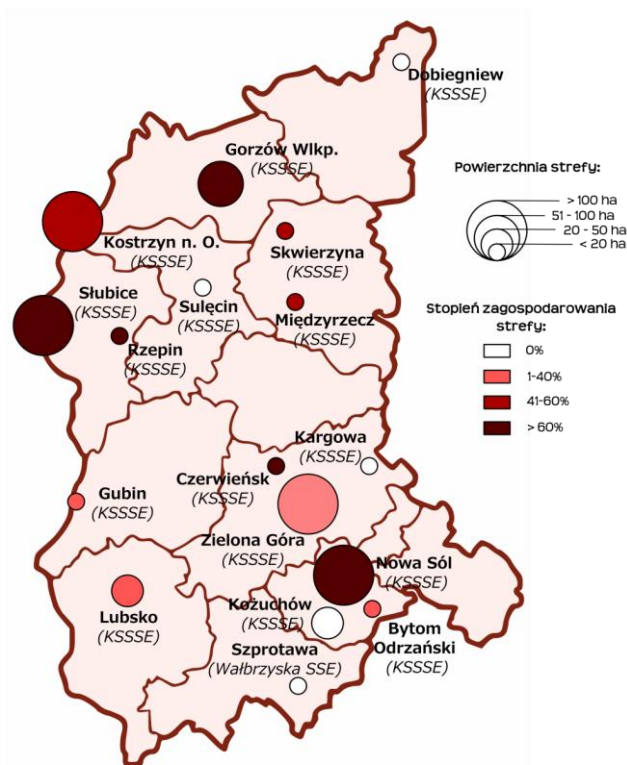 Dobiegniew
(KSSSE)
Gorzów Wlkp.
(KSSSE)
Powierzchnia strefy:
> 100 ha
51 - 100 ha
20 - 50 ha
< 20 ha
Kostrzyn n. O.
(KSSSE)
Skwierzyna
(KSSSE)
Słubice
(KSSSE)
Sulęcin
(KSSSE)
Międzyrzecz
(KSSSE)
Rzepin
(KSSSE)
Stopień zagospodarowania
strefy:
0%
1-40%
41-60%
> 60%
Kargowa
(KSSSE)
Czerwieńsk
(KSSSE)
Gubin
(KSSSE)
Zielona Góra
(KSSSE)
Nowa Sól
(KSSSE)
Lubsko
(KSSSE)
Kożuchów
(KSSSE)
Bytom
Odrzański
(KSSSE)
Szprotawa
(Wałbrzyska SSE)